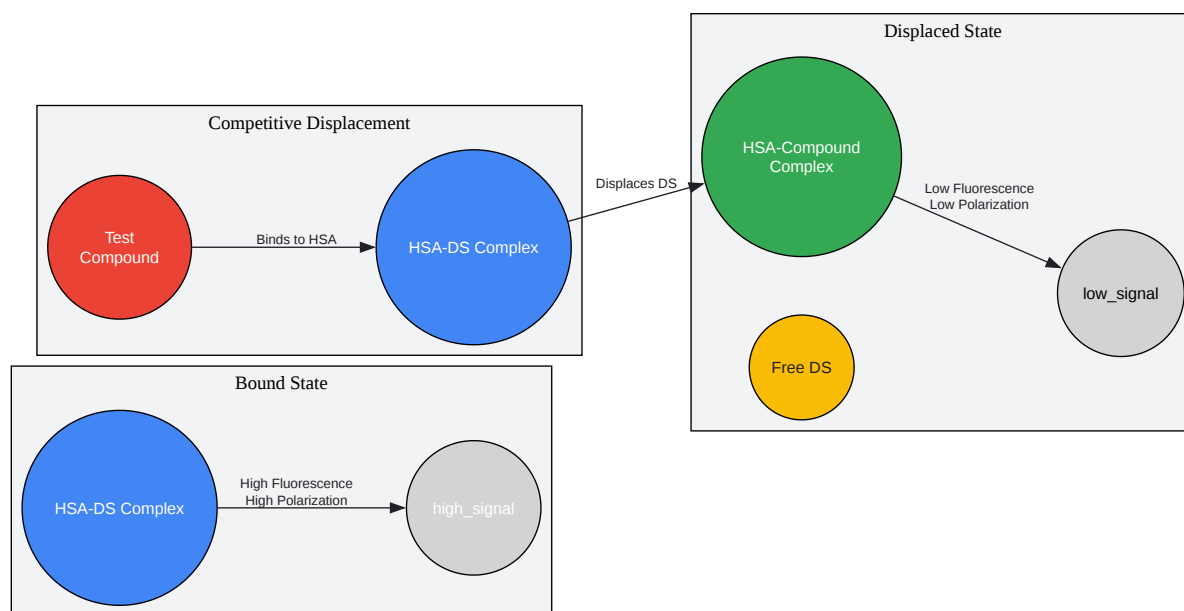 Competitive Displacement
Test
Compound
Binds to HSA
HSA-DS Complex
Displaces DS
Displaced State
HSA-Compound
Complex
Low Fluorescence
Low Polarization
low_signal
Free DS
Bound State
HSA-DS Complex
High Fluorescence
High Polarization
high_signal